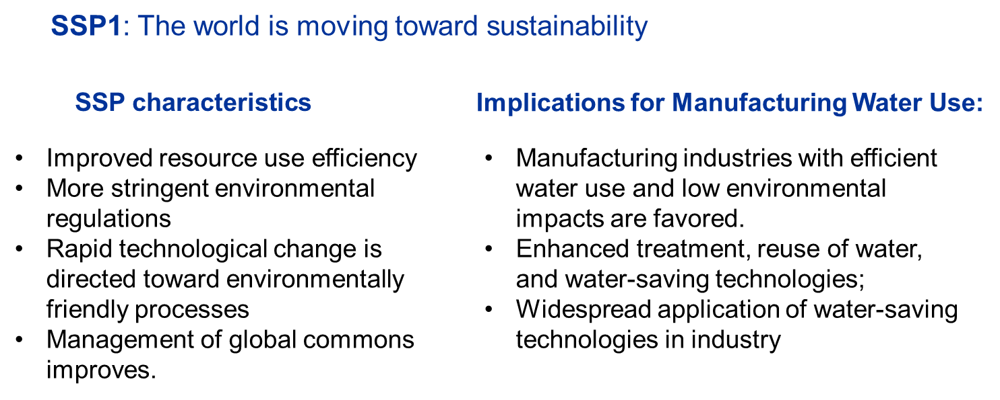 SSP1: The world is moving toward sustainability
SSP characteristics
• Improved resource use efficiency
• More stringent environmental
regulations
• Rapid technological change is
directed toward environmentally
friendly processes
• Management of global commons
improves.
Implications for Manufacturing Water Use:
• Manufacturing industries with efficient
water use and low environmental
impacts are favored.
• Enhanced treatment, reuse of water,
and water-saving technologies;
• Widespread application of water-saving
technologies in industry